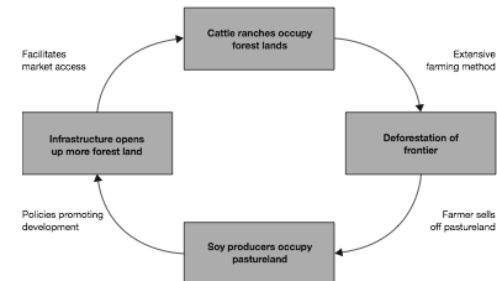 Cattle ranches occupy
forest lands
Facilitates
market access
Extensive
farming method
Infrastructure opens
up more forest land
Deforestation of
frontier
Policies promoting
development
Farmer sells
off pastureland
Soy producers occupy
pastureland